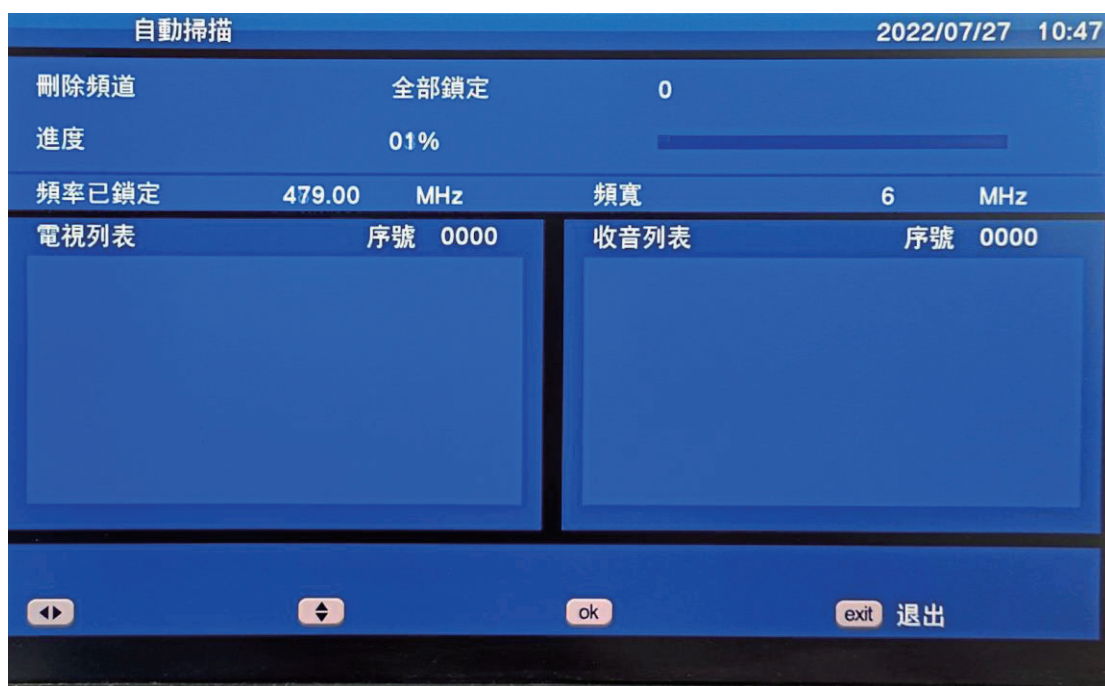 自動掃描 2022/07/27 10:47
刪除頻道 全部鎖定 0
進度 01%
頻率已鎖定 479.00 MHz 頻寬 6 MHz
電視列表 序號 0000 收音列表 序號 0000
ok exit 退出